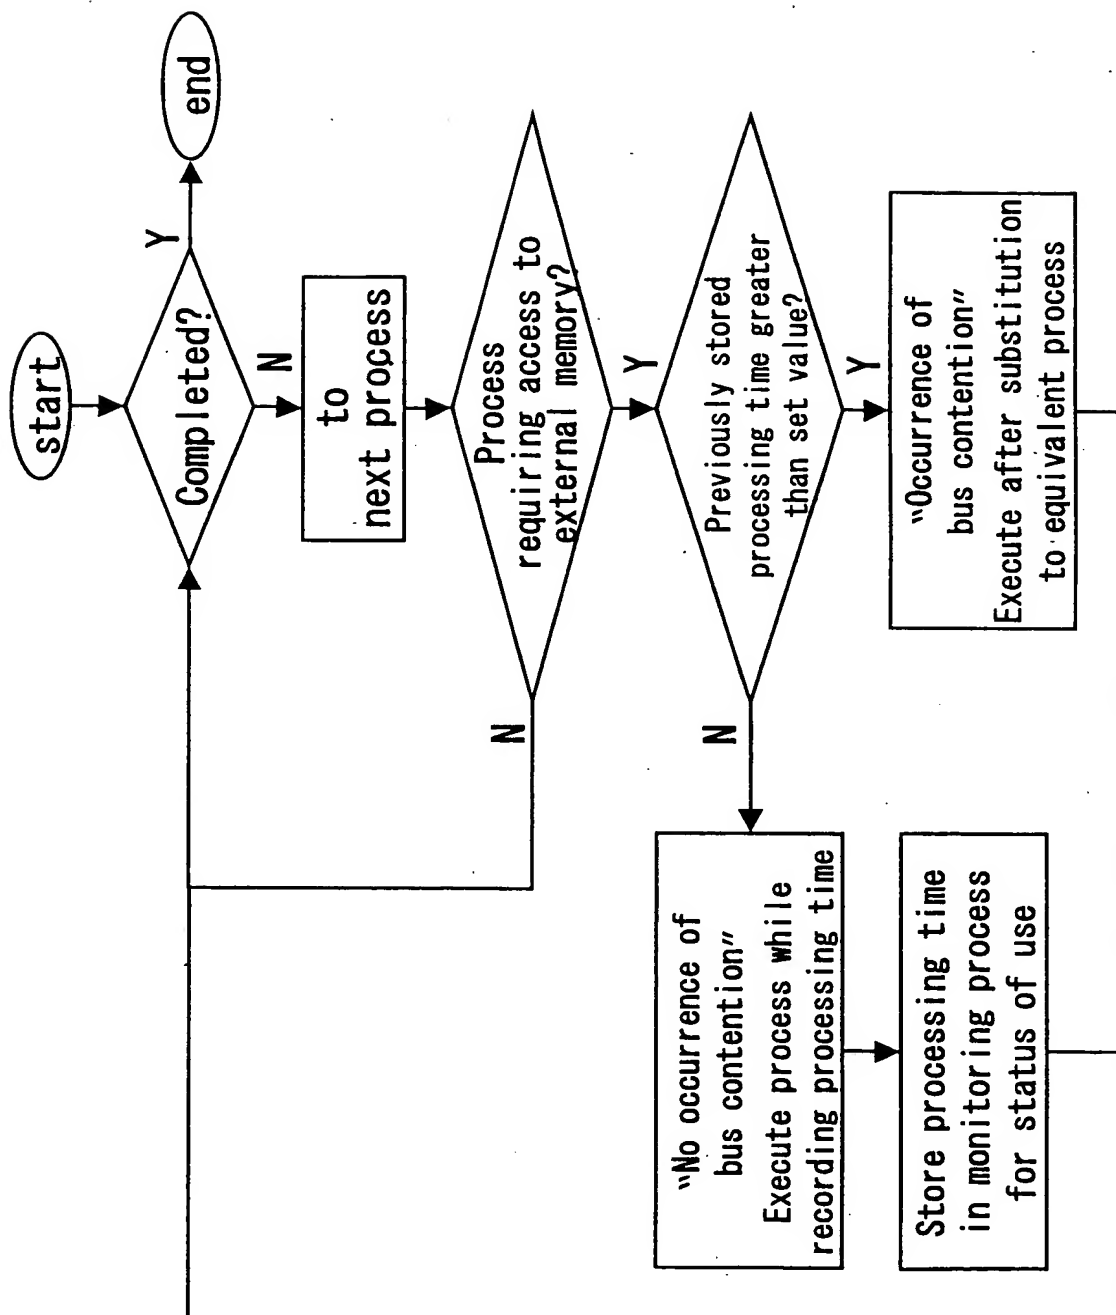 start
Completed?
Y
end
N
to
next process
Process
requiring access to
external memory?
N
Y
Previously stored
processing time greater
than set value?
N
Y
"No occurrence of
bus contention"
Execute process while
recording processing time
Store processing time
in monitoring process
for status of use
"Occurrence of
bus contention"
Execute after substitution
to equivalent process